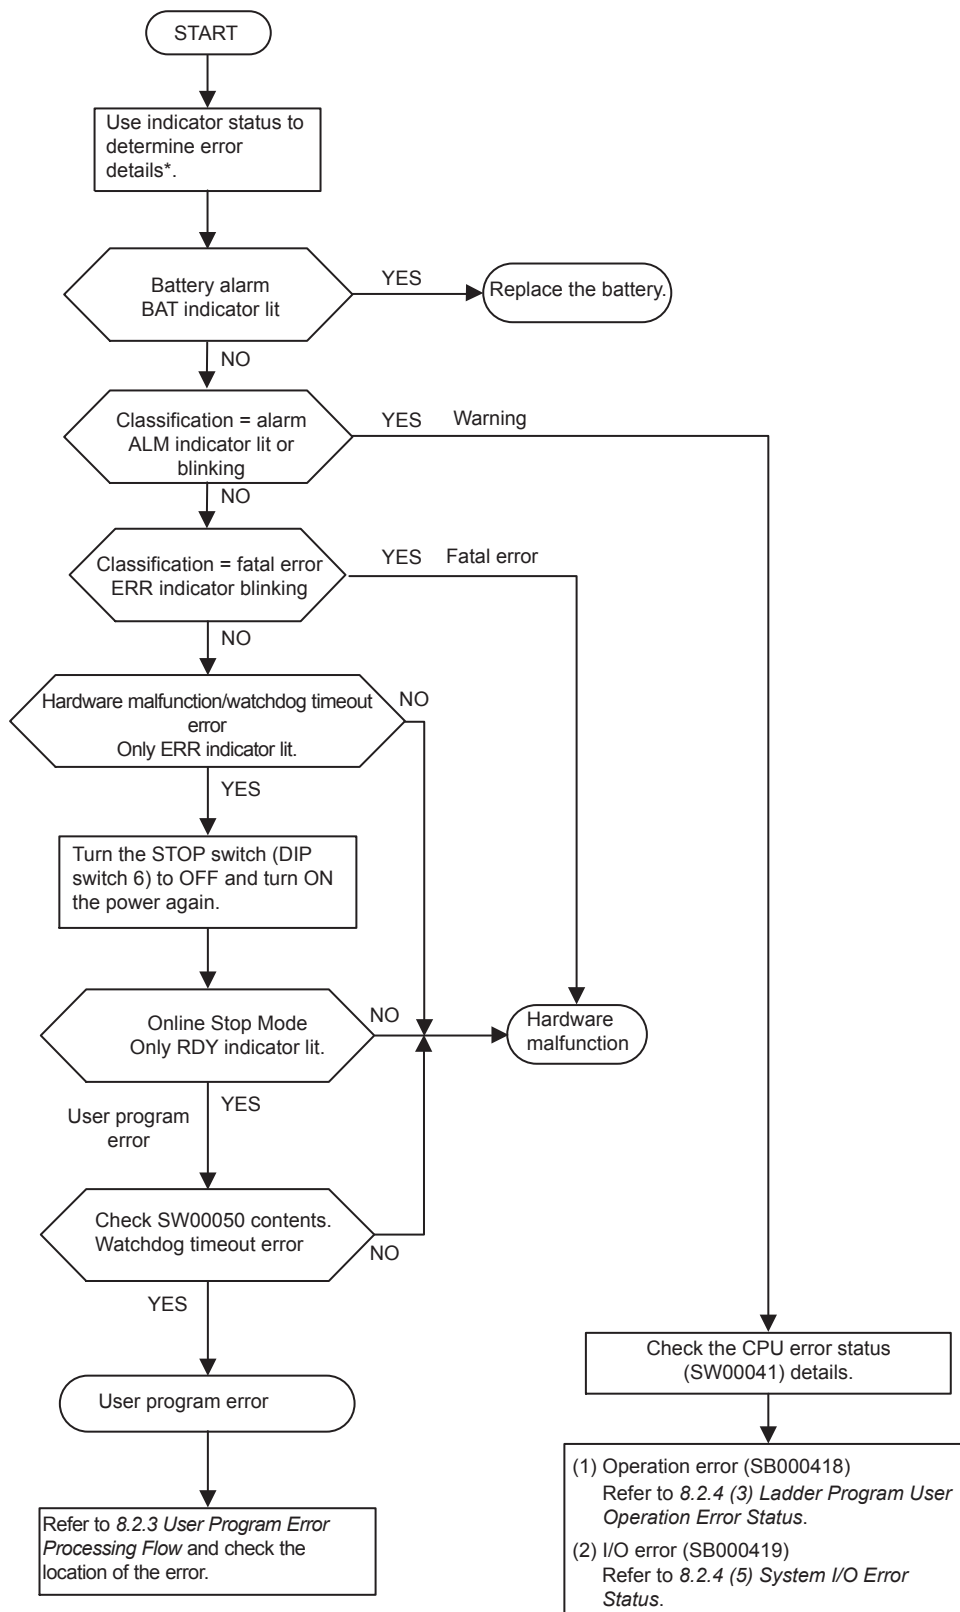 START
Use indicator status to
determine error
details*.
Battery alarm
BAT indicator lit
YES
Replace the battery.
NO
Classification = alarm
ALM indicator lit or
blinking
YES
Warning
NO
Classification = fatal error
ERR indicator blinking
YES
Fatal error
NO
Hardware malfunction/watchdog timeout
error
Only ERR indicator lit.
NO
YES
Turn the STOP switch (DIP
switch 6) to OFF and turn ON
the power again.
Online Stop Mode
Only RDY indicator lit.
NO
Hardware
malfunction
YES
User program
error
Check SW00050 contents.
Watchdog timeout error
NO
YES
User program error
Refer to 8.2.3 User Program Error
Processing Flow and check the
location of the error.
Check the CPU error status
(SW00041) details.
(1) Operation error (SB000418)
Refer to 8.2.4 (3) Ladder Program User
Operation Error Status.
(2) I/O error (SB000419)
Refer to 8.2.4 (5) System I/O Error
Status.